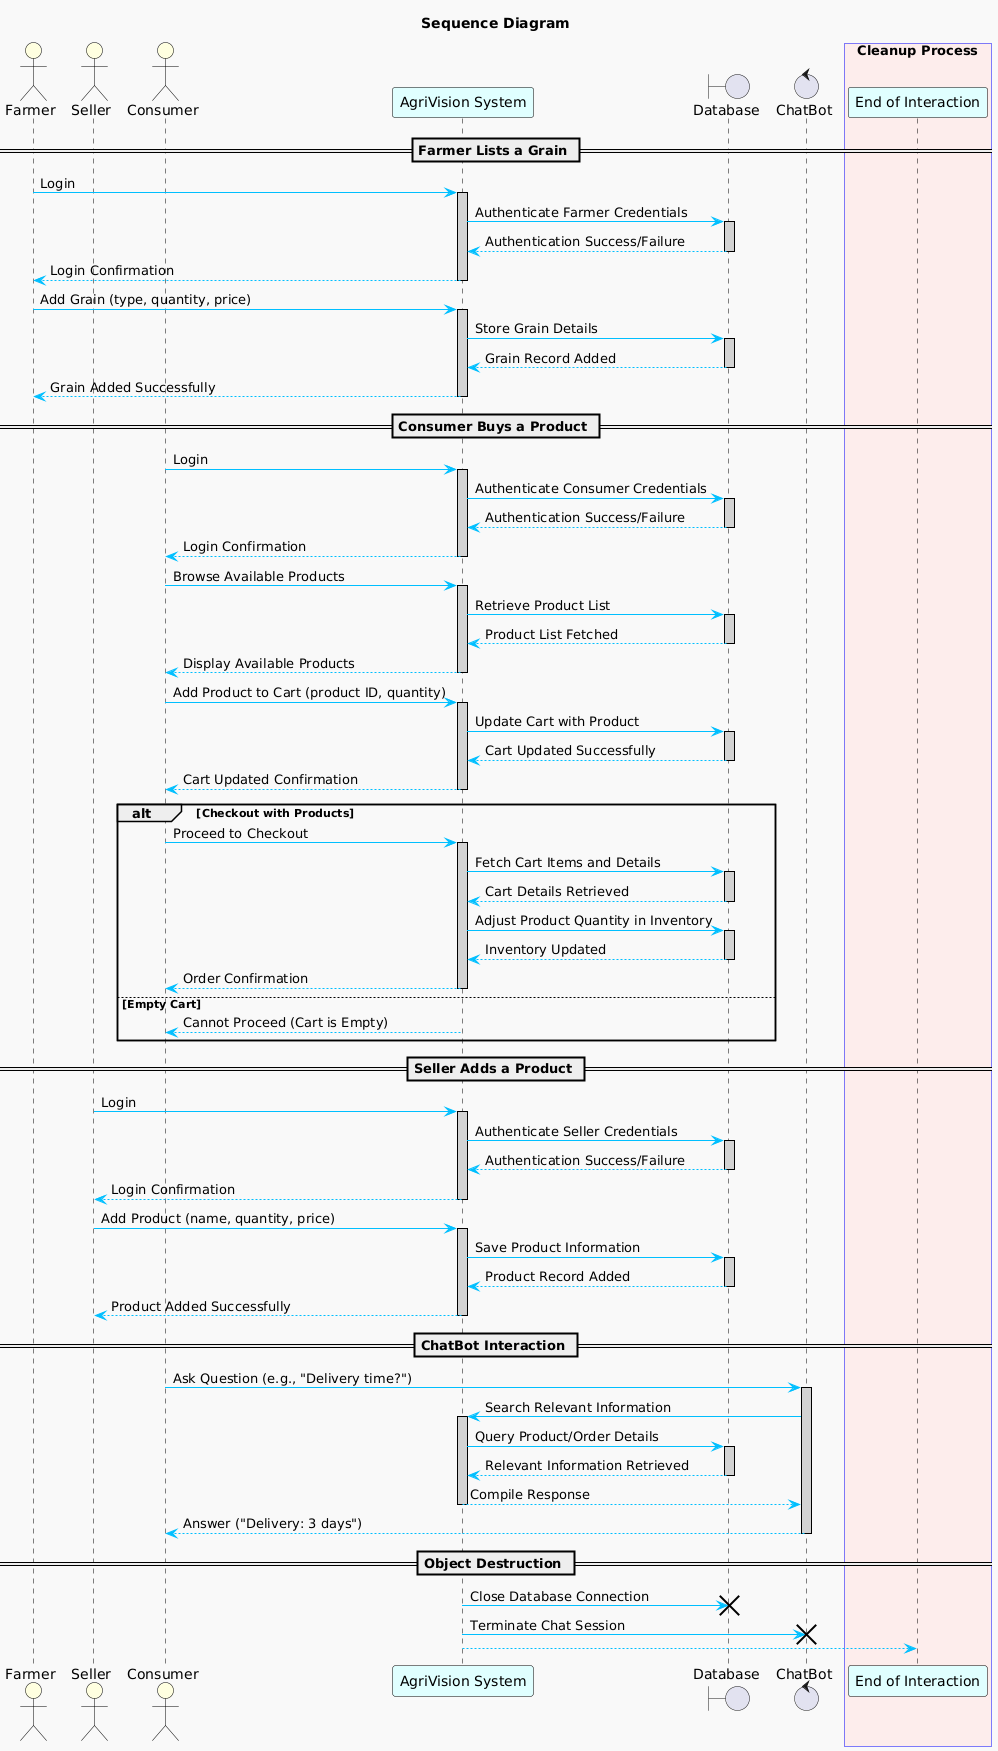 Sequence Diagram
Cleanup Process
Farmer
Seller
Consumer
AgriVision System
Database
ChatBot
End of Interaction
Farmer Lists a Grain
Login
Authenticate Farmer Credentials
Authentication Success/Failure
Login Confirmation
Add Grain (type, quantity, price)
Store Grain Details
Grain Record Added
Grain Added Successfully
Consumer Buys a Product
Login
Authenticate Consumer Credentials
Authentication Success/Failure
Login Confirmation
Browse Available Products
Retrieve Product List
Product List Fetched
Display Available Products
Add Product to Cart (product ID, quantity)
Update Cart with Product
Cart Updated Successfully
Cart Updated Confirmation
alt [Checkout with Products]
Proceed to Checkout
Fetch Cart Items and Details
Cart Details Retrieved
Adjust Product Quantity in Inventory
Inventory Updated
Order Confirmation
[Empty Cart]
Cannot Proceed (Cart is Empty)
Seller Adds a Product
Login
Authenticate Seller Credentials
Authentication Success/Failure
Login Confirmation
Add Product (name, quantity, price)
Save Product Information
Product Record Added
Product Added Successfully
ChatBot Interaction
Ask Question (e.g., "Delivery time?")
Search Relevant Information
Query Product/Order Details
Relevant Information Retrieved
Compile Response
Answer ("Delivery: 3 days")
Object Destruction
Close Database Connection
Terminate Chat Session
Farmer
Seller
Consumer
AgriVision System
Database
ChatBot
End of Interaction